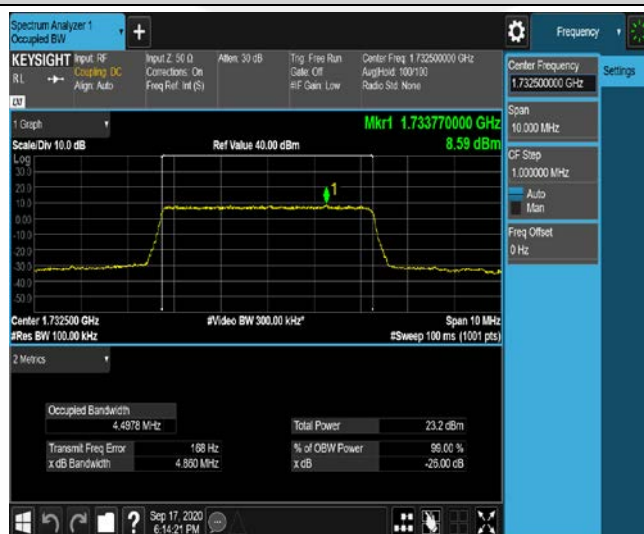 Spectrum Analyzer 1
Occupied BW
+
Frequency
KEYSIGHT
Input: RF
Coupling: DC
Align: Auto
RL
LXI
Input Z: 50 Ω
Corrections: On
Freq Ref: Int (S)
Atten: 30 dB
Trig: Free Run
Gate: Off
#IF Gain: Low
Center Freq: 1.732500000 GHz
Avg|Hold: 100/100
Radio Std: None
Center Frequency
1.732500000 GHz
Settings
Span
10.000 MHz
CF Step
1.000000 MHz
Auto
Man
Freq Offset
0 Hz
1 Graph
Scale/Div 10.0 dB
Ref Value 40.00 dBm
Mkr1 1.733770000 GHz
8.59 dBm
Log
30.0
20.0
10.0
0.00
-10.0
-20.0
-30.0
-40.0
-50.0
1
Center 1.732500 GHz
#Res BW 100.00 kHz
#Video BW 300.00 kHz*
Span 10 MHz
#Sweep 100 ms (1001 pts)
2 Metrics
Occupied Bandwidth
4.4978 MHz
Total Power 23.2 dBm
Transmit Freq Error 168 Hz
% of OBW Power 99.00 %
x dB Bandwidth 4.860 MHz
x dB -26.00 dB
?
Sep 17, 2020
6:14:21 PM